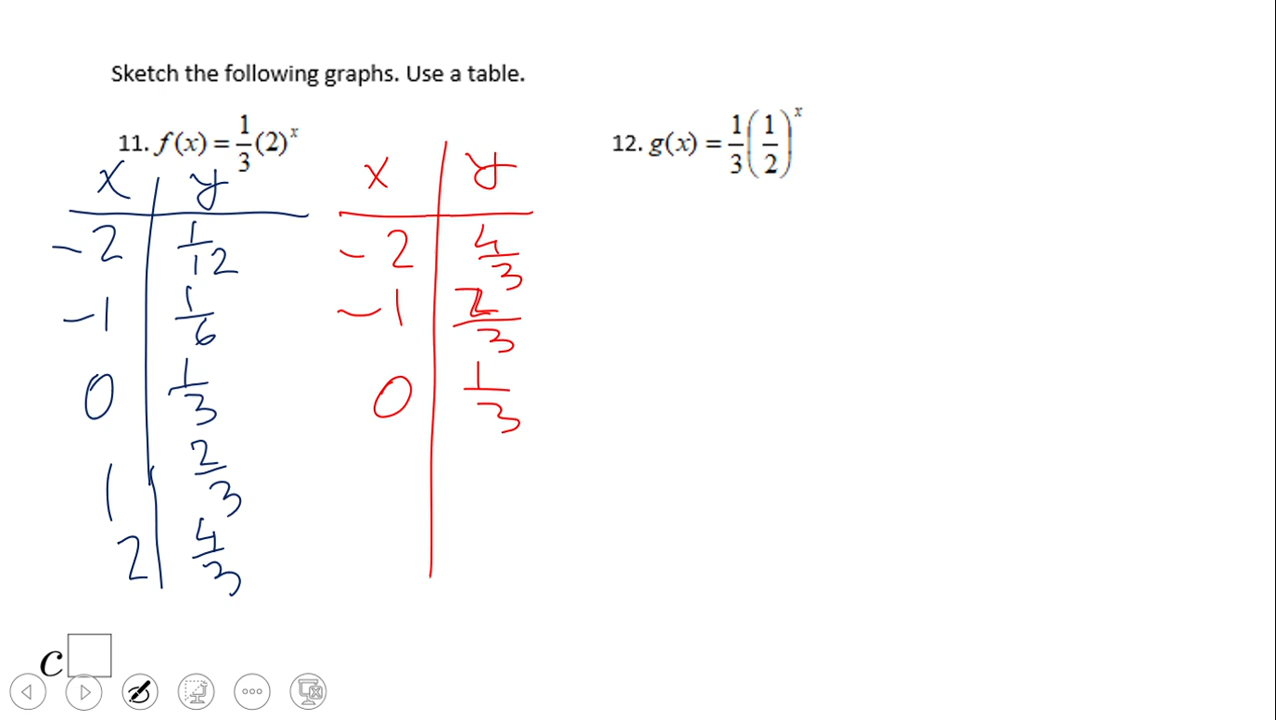 Sketch the following graphs. Use a table.
11. f(x) = 1/3 (2)^x
12. g(x) = 1/3 (1/2)^x
x | y
-2 | 1/12
-1 | 1/6
0 | 1/3
1 | 2/3
2 | 4/3
x | y
-2 | 4/3
-1 | 2/3
0 | 1/3
c